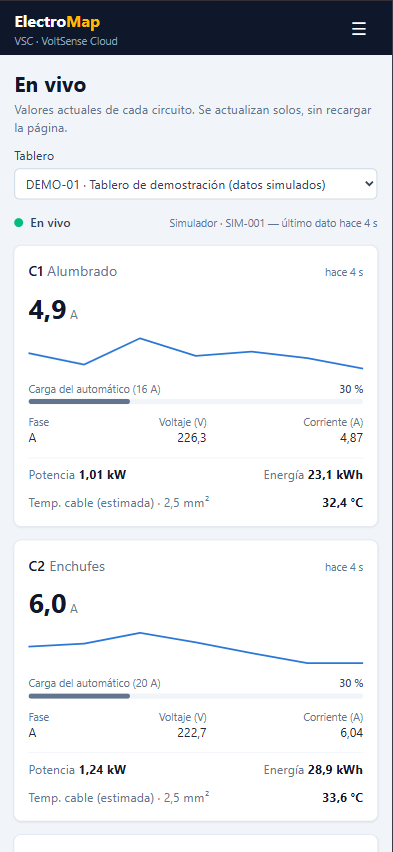 ElectroMap
VSC · VoltSense Cloud
☰
En vivo
Valores actuales de cada circuito. Se actualizan solos, sin recargar
la página.
Tablero
DEMO-01 · Tablero de demostración (datos simulados)
En vivo
Simulador · SIM-001 — último dato hace 4 s
C1 Alumbrado
hace 4 s
4,9 A
Carga del automático (16 A)
30 %
Fase Voltaje (V) Corriente (A)
A 226,3 4,87
Potencia 1,01 kW Energía 23,1 kWh
Temp. cable (estimada) · 2,5 mm² 32,4 °C
C2 Enchufes
hace 4 s
6,0 A
Carga del automático (20 A)
30 %
Fase Voltaje (V) Corriente (A)
A 222,7 6,04
Potencia 1,24 kW Energía 28,9 kWh
Temp. cable (estimada) · 2,5 mm² 33,6 °C